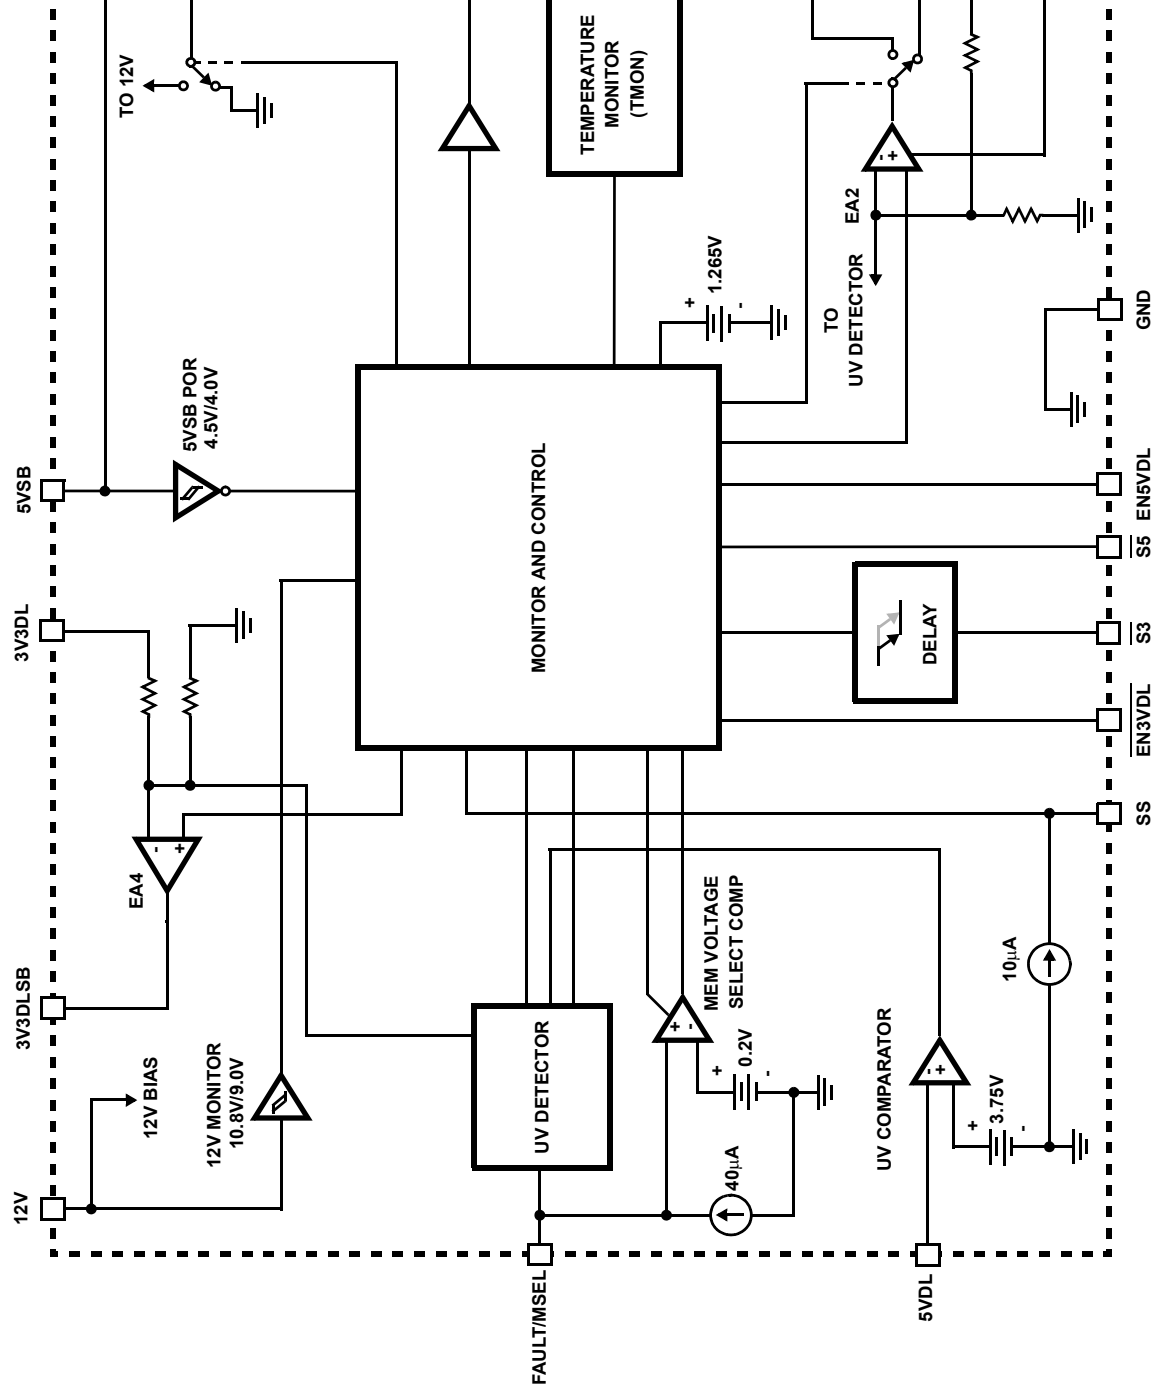 12V
3V3DLSB
3V3DL
5VSB
TO 12V
12V BIAS
12V MONITOR
10.8V/9.0V
EA4
5VSB POR
4.5V/4.0V
TEMPERATURE
MONITOR
(TMON)
MONITOR AND CONTROL
UV DETECTOR
FAULT/MSEL
40µA
+
-
0.2V
+
-
MEM VOLTAGE
SELECT COMP
+
-
1.265V
+
-
TO
UV DETECTOR
EA2
-
+
UV COMPARATOR
-
+
3.75V
+
-
5VDL
10µA
DELAY
SS
EN3VDL
S3
S5
EN5VDL
GND
-
+